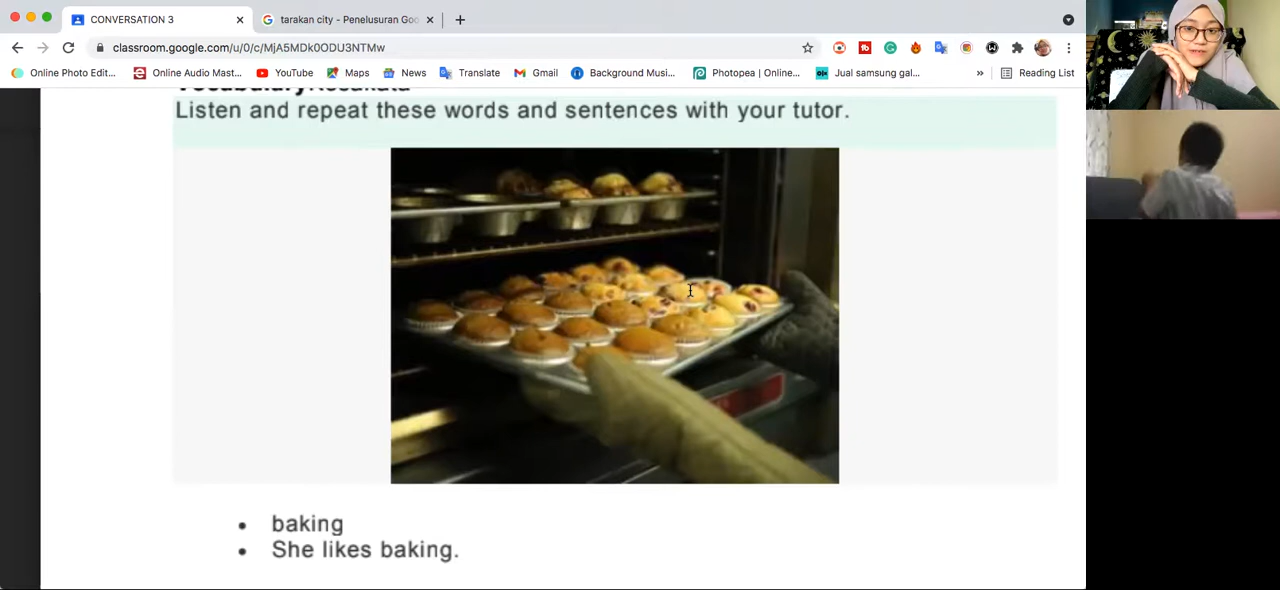 CONVERSATION 3
tarakan city - Penelusuran Goo
classroom.google.com/u/0/c/MjA5MDk0ODU3NTMw
Online Photo Edit... Online Audio Mast... YouTube Maps News Translate Gmail Background Musi... Photopea | Online... Jual samsung gal... » Reading List
VocabularyKosakata
Listen and repeat these words and sentences with your tutor.
• baking
• She likes baking.